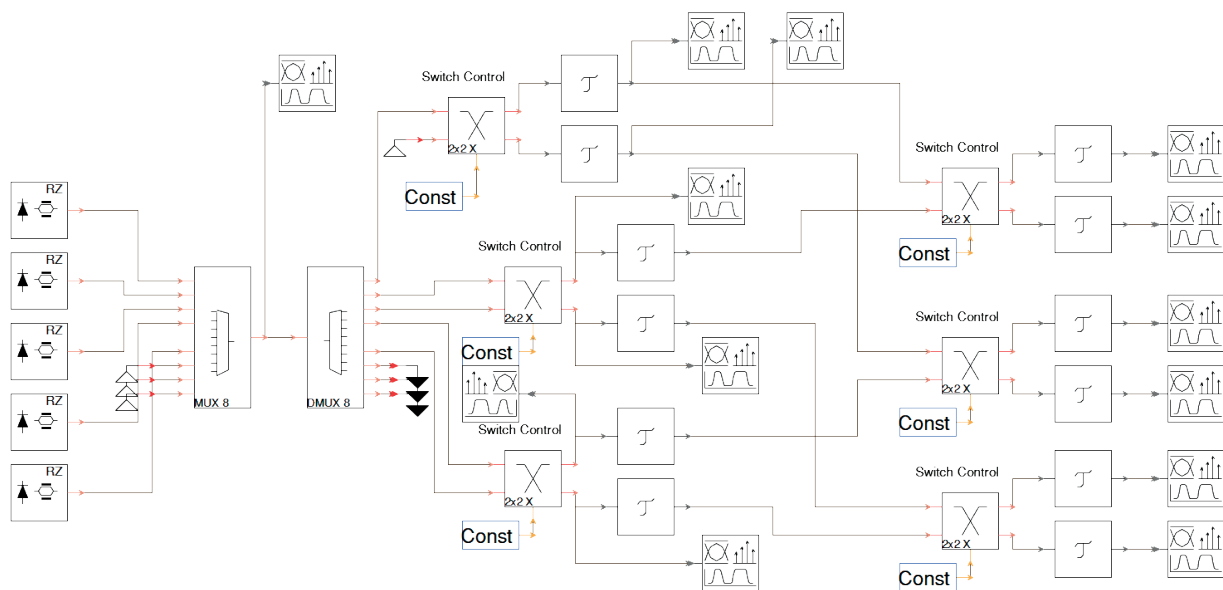 Switch Control
τ
2x2 X
τ
Const
Switch Control
τ
2x2 X
τ
Const
RZ
RZ
RZ
RZ
RZ
MUX 8
DMUX 8
Switch Control
τ
2x2 X
τ
Const
Switch Control
τ
2x2 X
τ
Const
Switch Control
τ
2x2 X
τ
Const
Switch Control
τ
2x2 X
τ
Const